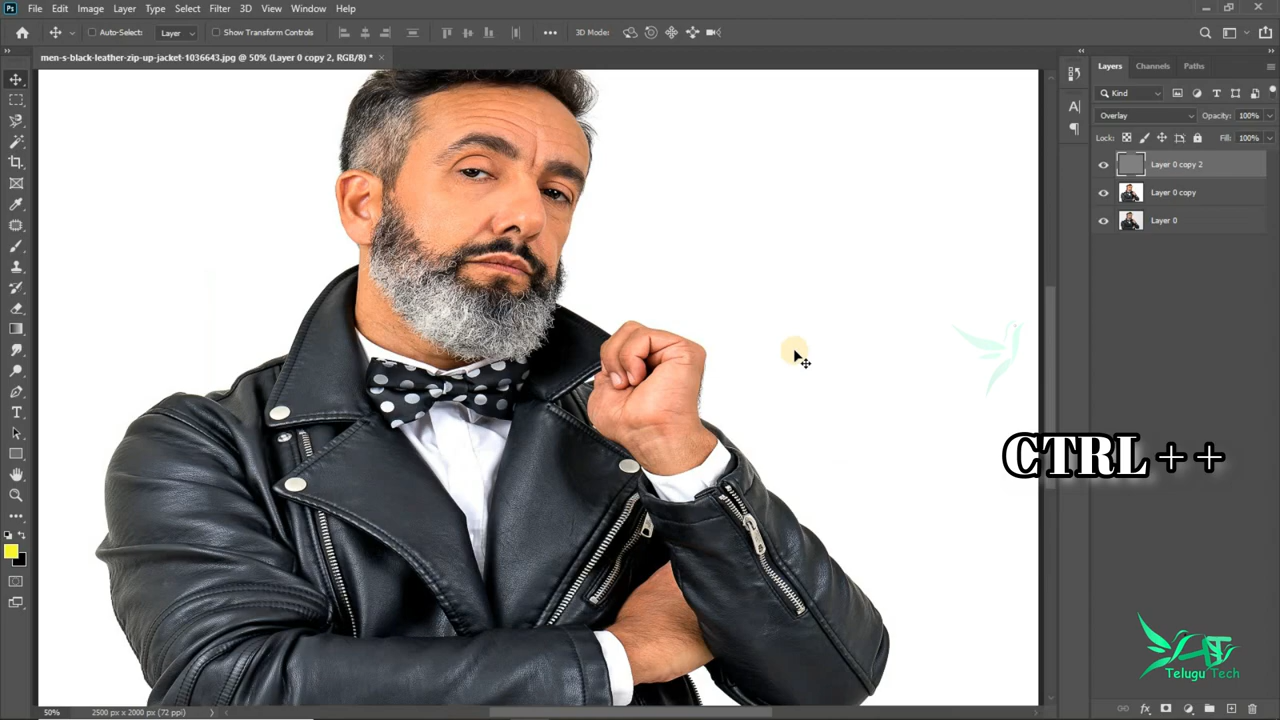 Ps File Edit Image Layer Type Select Filter 3D View Window Help
Auto-Select: Layer Show Transform Controls 3D Mode:
men-s-black-leather-zip-up-jacket-1036643.jpg @ 50% (Layer 0 copy 2, RGB/8) *
Layers Channels Paths
Kind
Overlay Opacity: 100%
Lock: Fill: 100%
Layer 0 copy 2
Layer 0 copy
Layer 0
CTRL++
Telugu Tech
50% 2500 px x 2000 px (72 ppi)